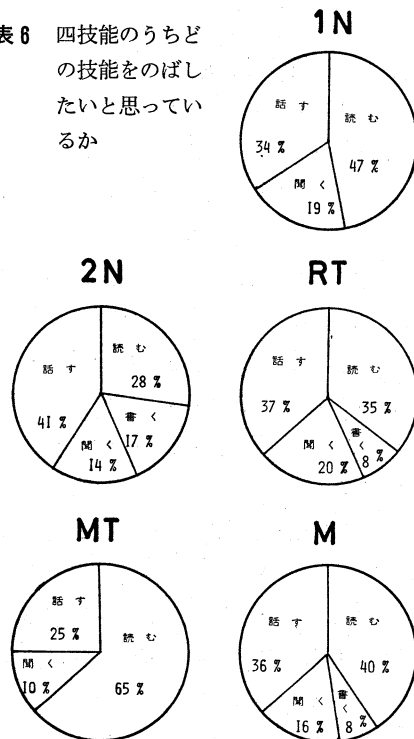 表6 四技能のうちど
の技能をのばし
たいと思ってい
るか
1N
話す
34%
読む
47%
聞く
19%
2N
話す
41%
読む
28%
書く
17%
聞く
14%
RT
話す
37%
読む
35%
聞く
20%
書く
8%
MT
話す
25%
読む
65%
聞く
10%
M
話す
36%
読む
40%
聞く
16%
書く
8%